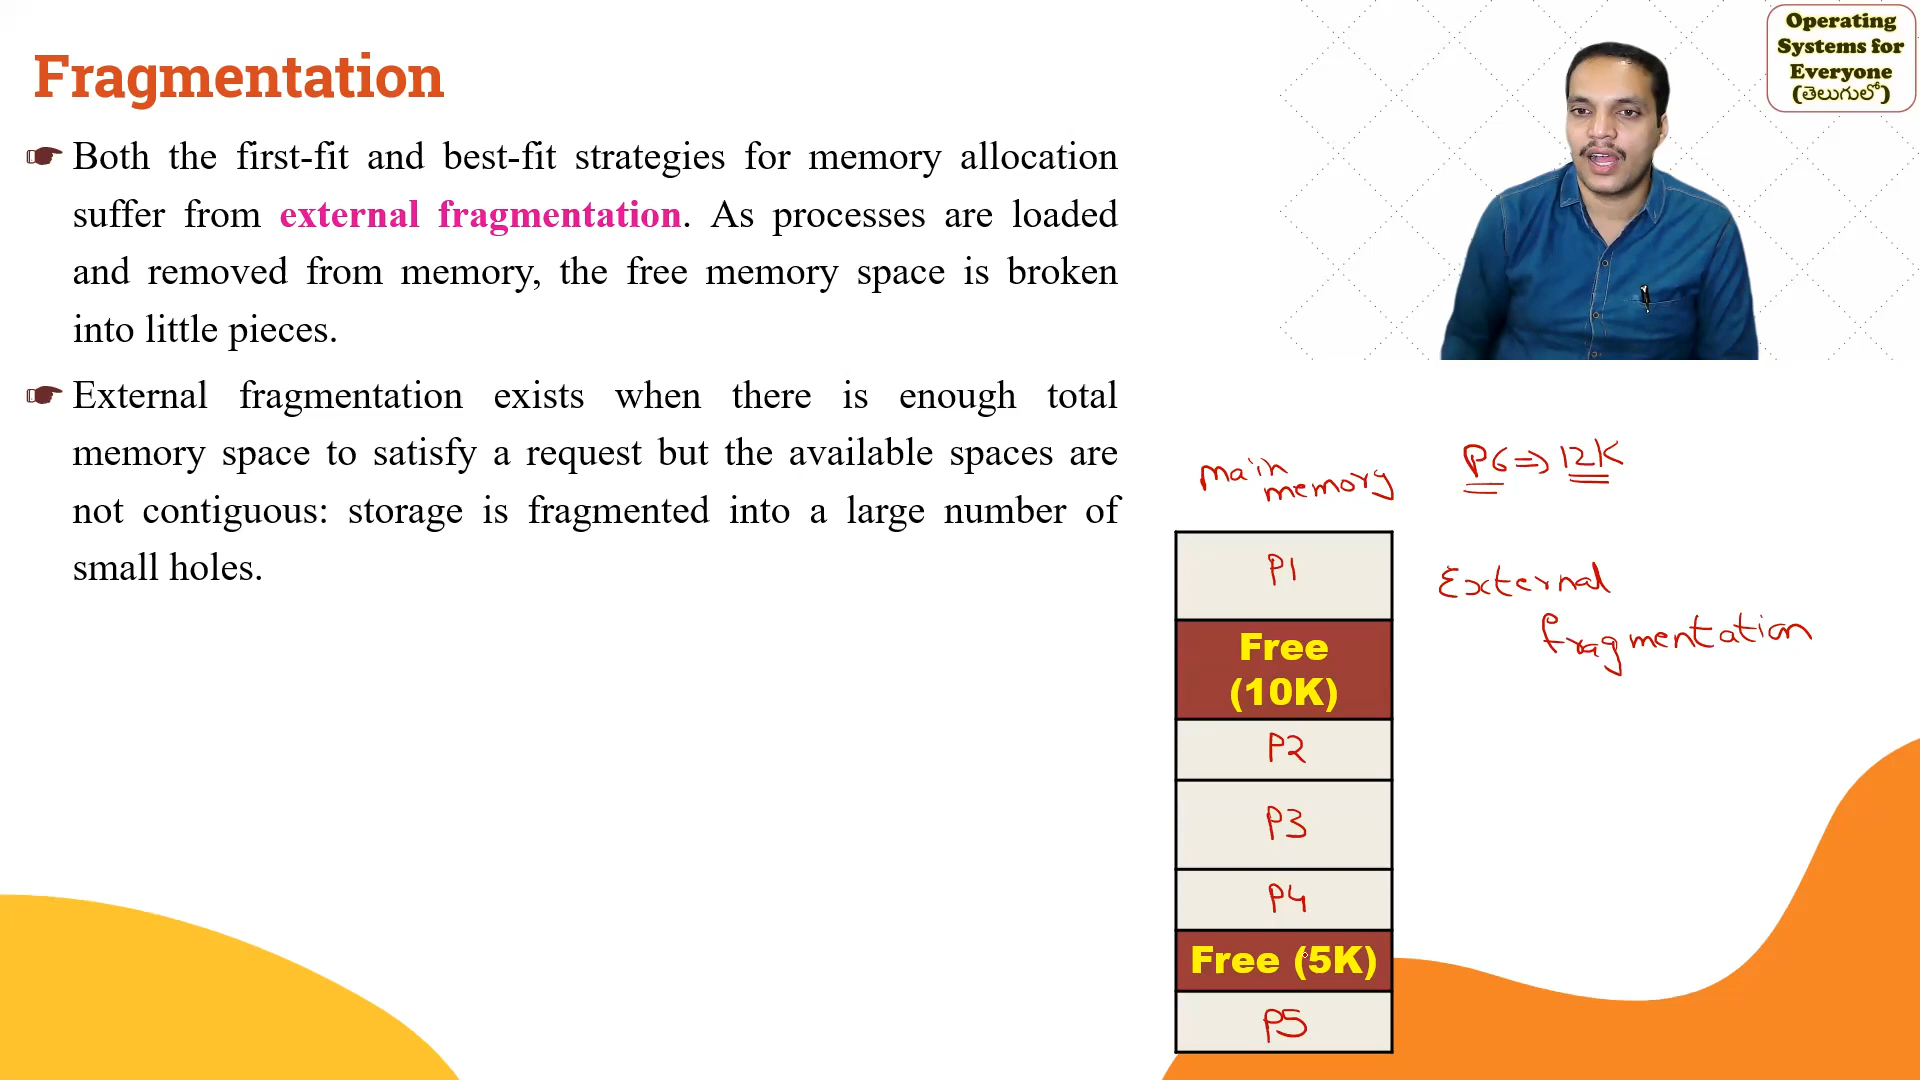 Fragmentation
Both the first-fit and best-fit strategies for memory allocation
suffer from external fragmentation. As processes are loaded
and removed from memory, the free memory space is broken
into little pieces.
External fragmentation exists when there is enough total
memory space to satisfy a request but the available spaces are
not contiguous: storage is fragmented into a large number of
small holes.
Operating
Systems for
Everyone
(తెలుగులో)
main
memory
P6 => 12K
P1
Free
(10K)
P2
P3
P4
Free (5K)
P5
External
fragmentation